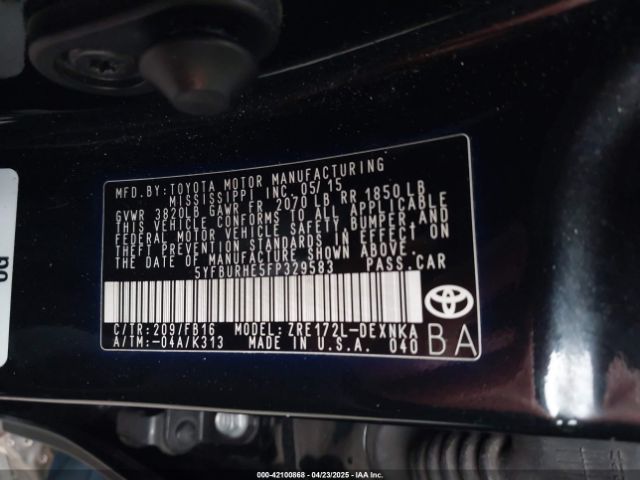 MFD. BY: TOYOTA MOTOR MANUFACTURING
MISSISSIPPI INC. 05/15
GVWR 3820LB GAWR FR 2070 LB RR 1850 LB
THIS VEHICLE CONFORMS TO ALL APPLICABLE
FEDERAL MOTOR VEHICLE SAFETY, BUMPER AND
THEFT PREVENTION STANDARDS IN EFFECT ON
THE DATE OF MANUFACTURE SHOWN ABOVE.
5YFBURHE5FP329583 PASS. CAR
C/TR: 209/FB16 MODEL: ZRE172L-DEXNKA
A/TM: -04A/K313 MADE IN U.S.A. 040
BA
000-42100868 - 04/23/2025 - Copyright © 2025 IAA Inc.